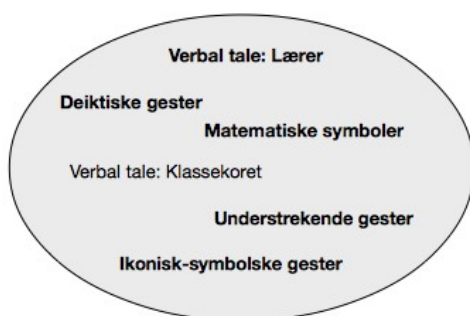 Verbal tale: Lærer
Deiktiske gester
Matematiske symboler
Verbal tale: Klassekoret
Understrekende gester
Ikonisk-symbolske gester